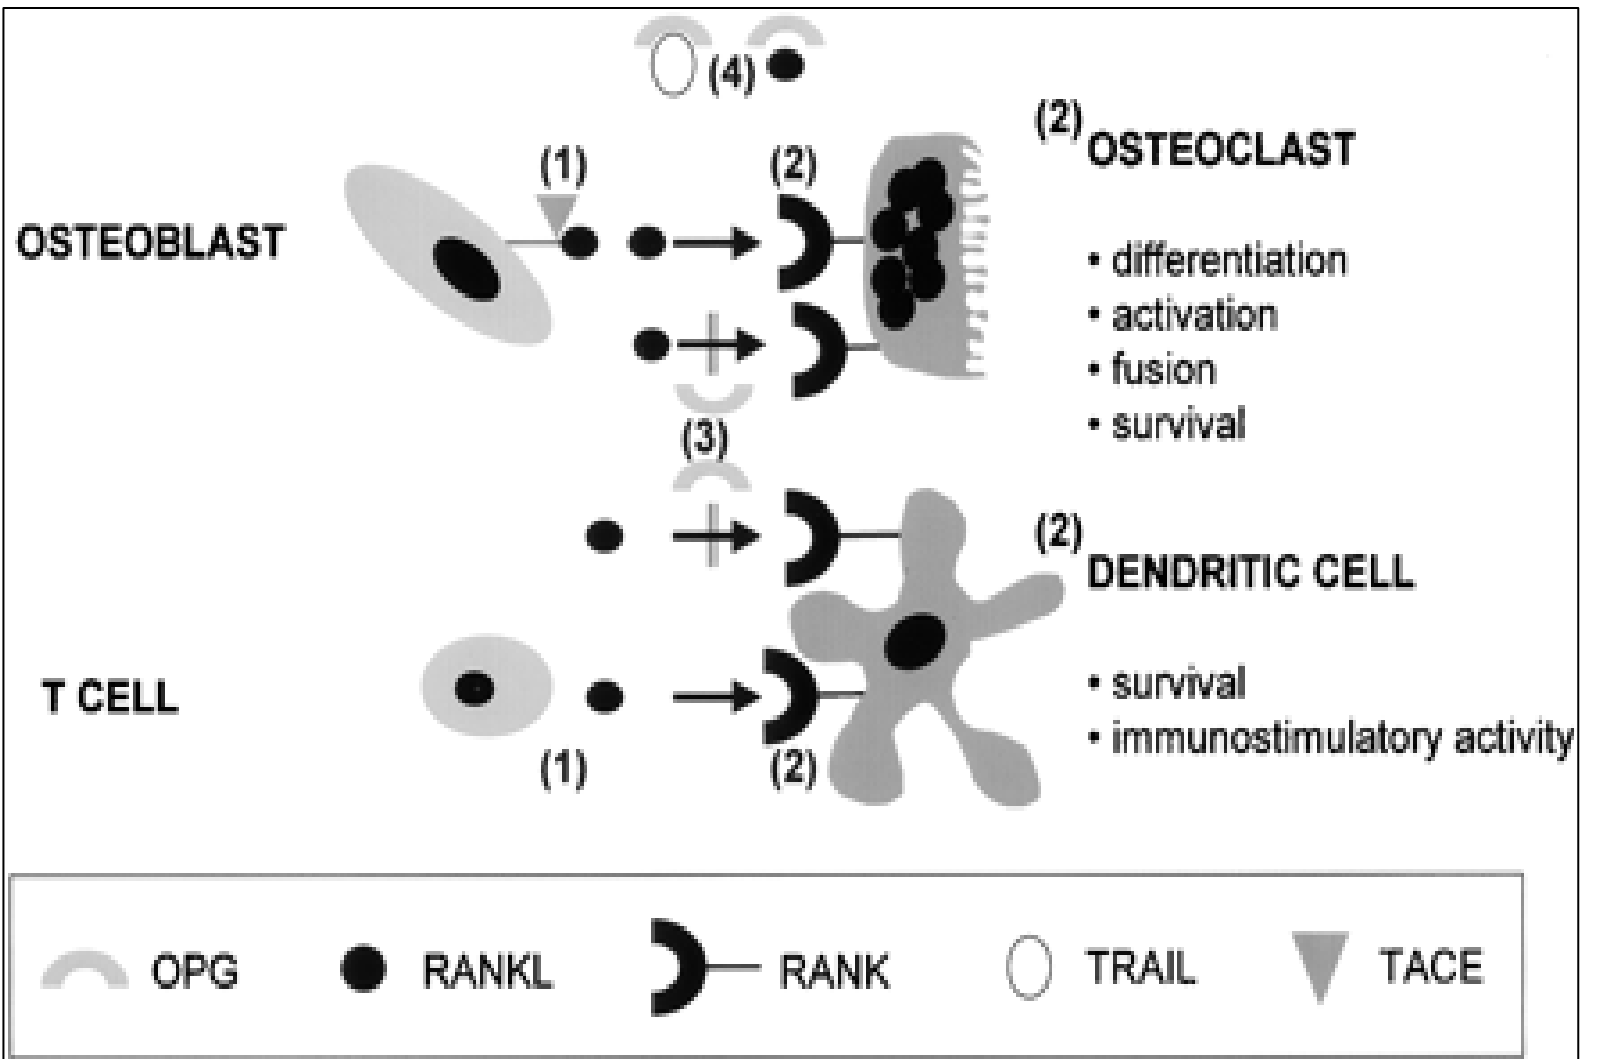 (4)
(2) OSTEOCLAST
(1)
(2)
OSTEOBLAST
• differentiation
• activation
• fusion
• survival
(3)
(2) DENDRITIC CELL
T CELL
• survival
• immunostimulatory activity
(1)
(2)
OPG RANKL RANK TRAIL TACE